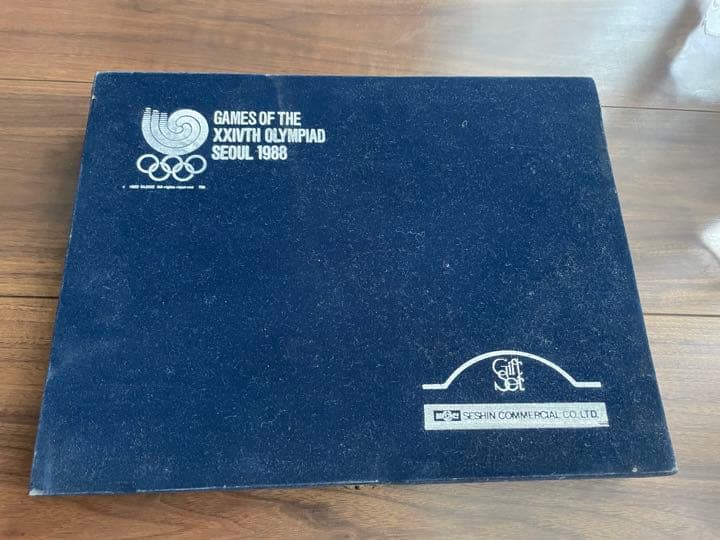 GAMES OF THE
XXIVTH OLYMPIAD
SEOUL 1988
Gift
Set
SESHIN COMMERCIAL CO. LTD.